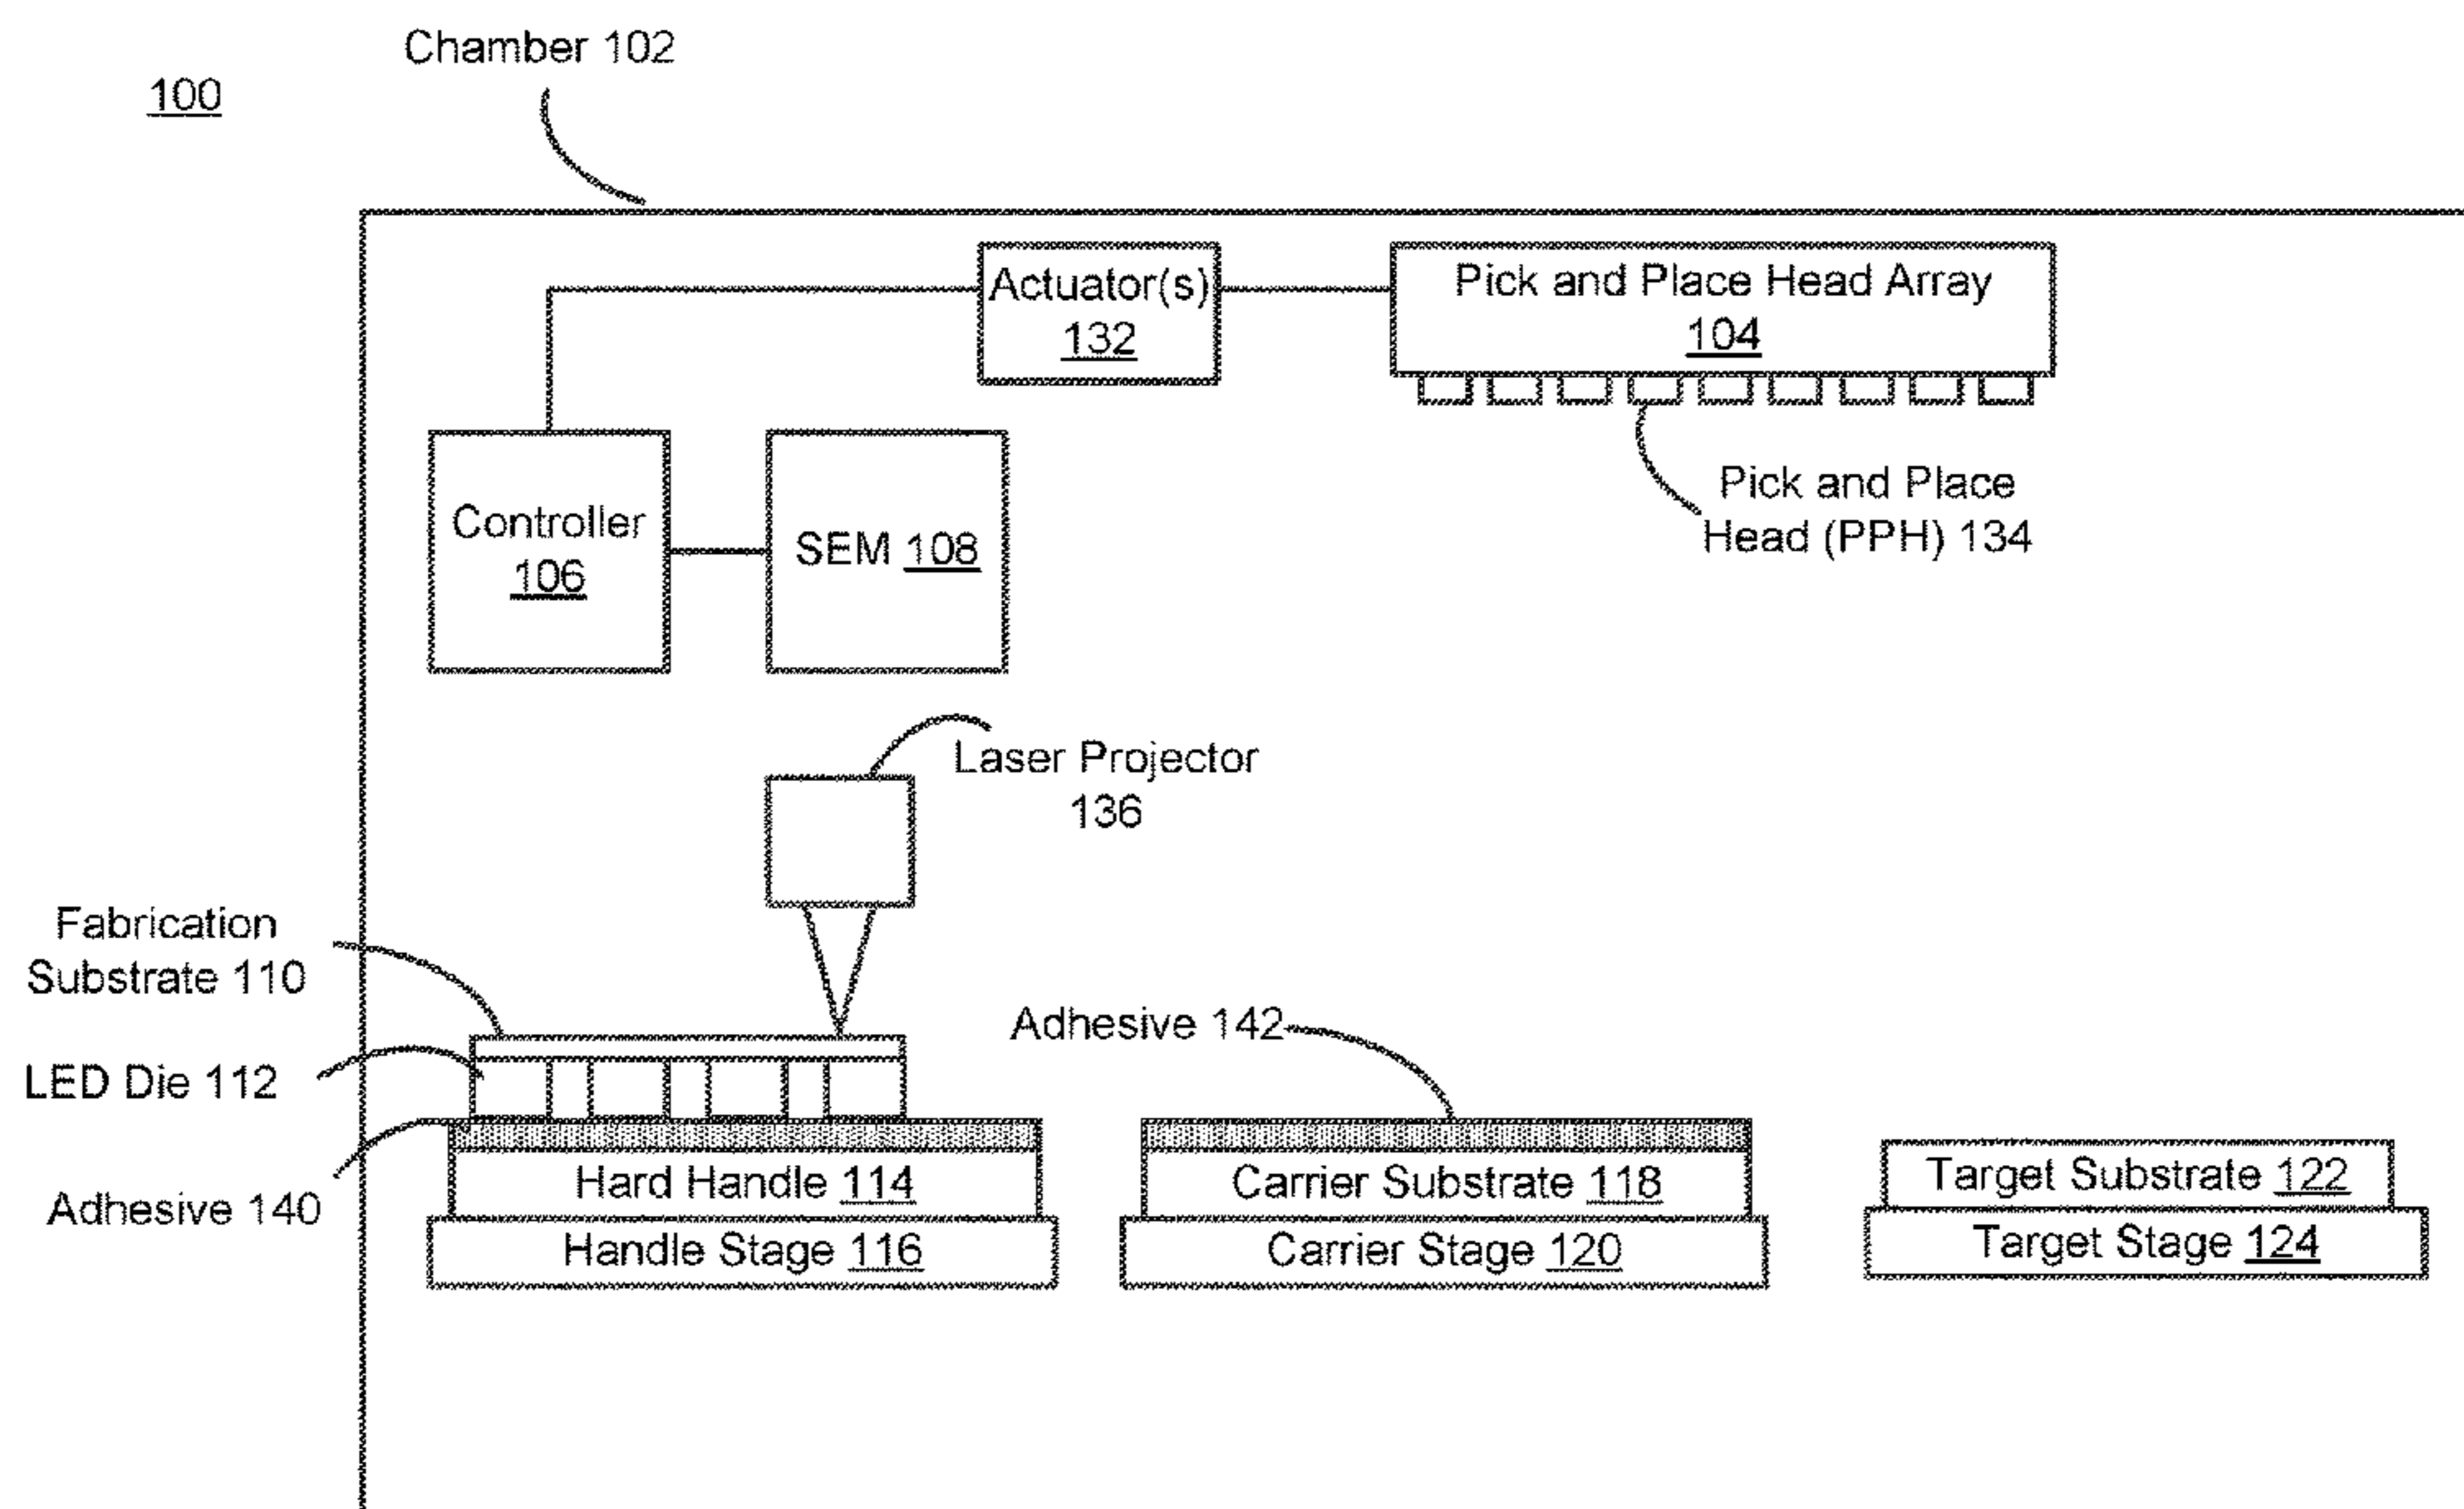 Chamber 102
100
Actuator(s)
132
Pick and Place Head Array
104
Controller
106
SEM 108
Pick and Place
Head (PPH) 134
Laser Projector
136
Fabrication
Substrate 110
LED Die 112
Adhesive 140
Adhesive 142
Hard Handle 114
Handle Stage 116
Carrier Substrate 118
Carrier Stage 120
Target Substrate 122
Target Stage 124